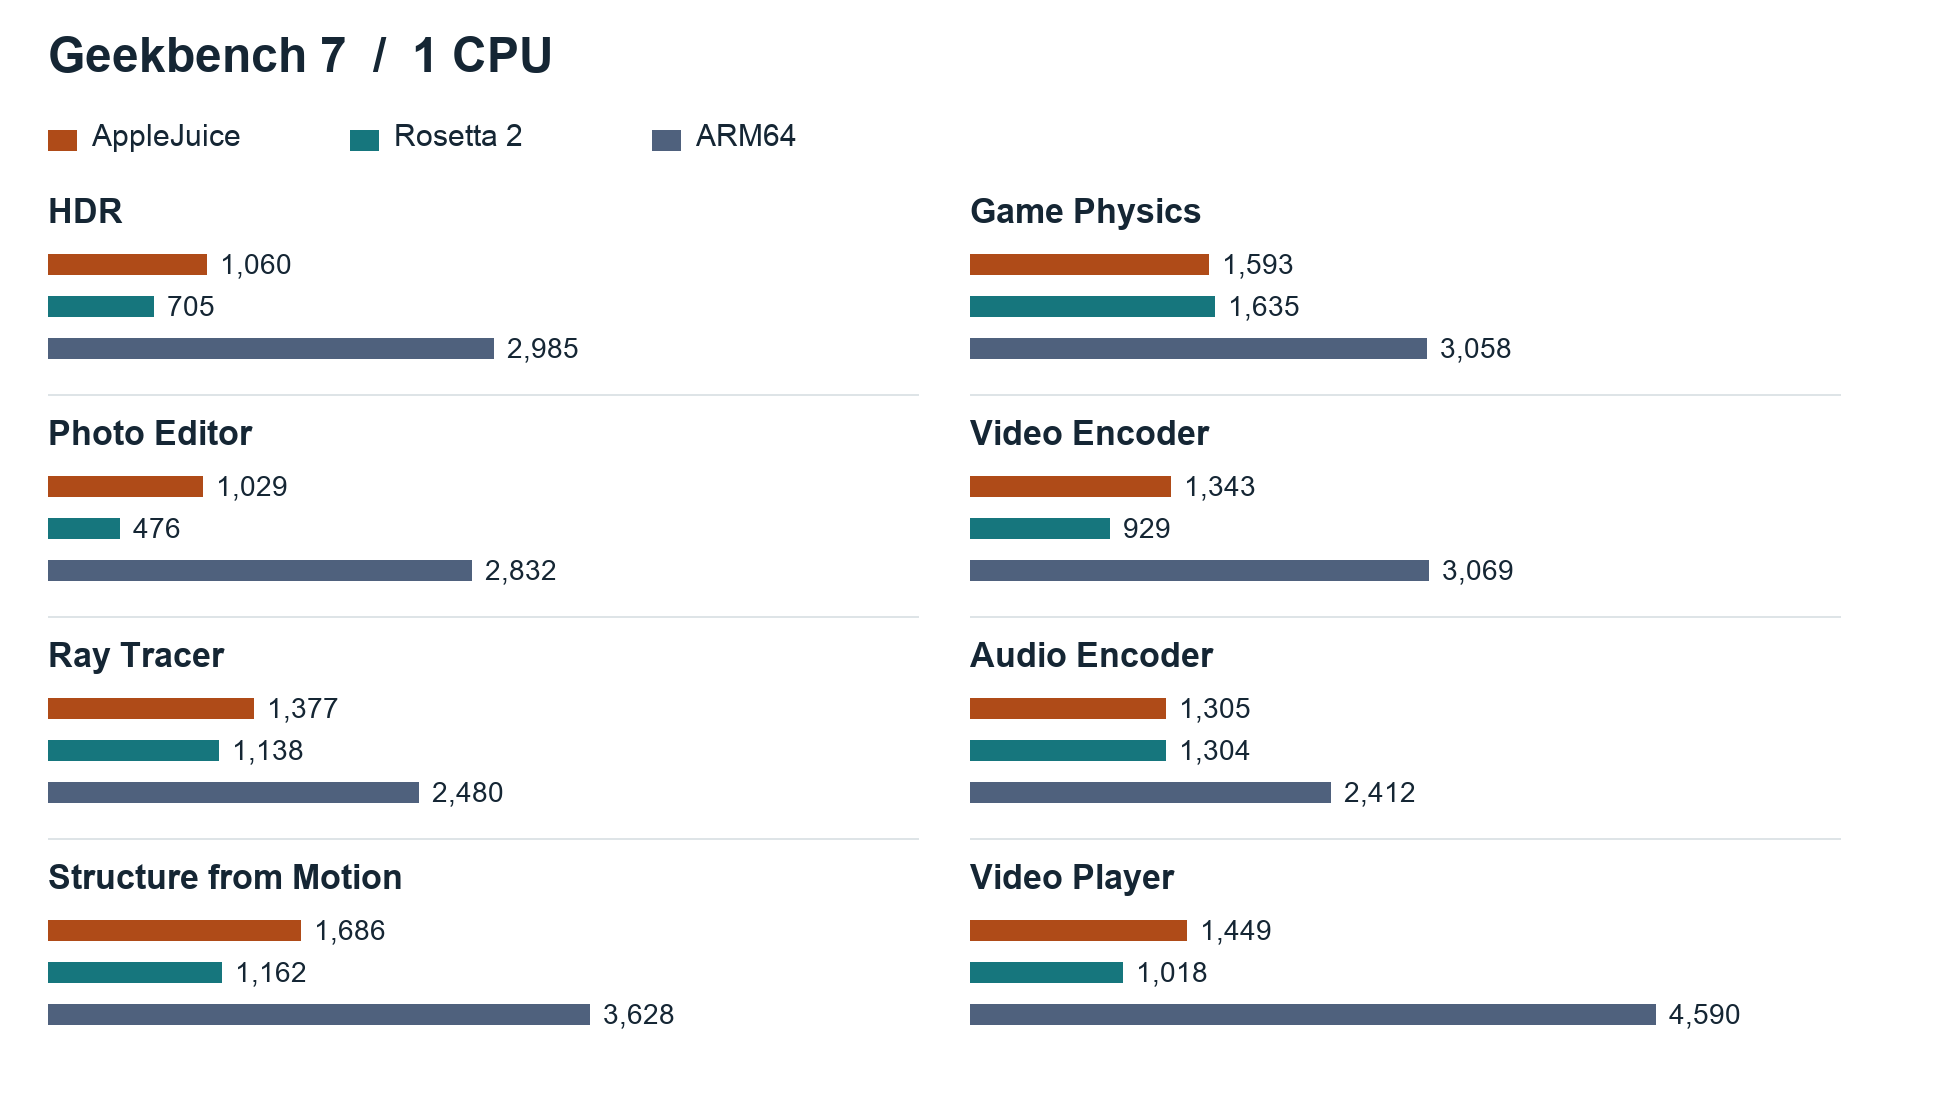 Geekbench 7 / 1 CPU
AppleJuice
Rosetta 2
ARM64
HDR
1,060
705
2,985
Game Physics
1,593
1,635
3,058
Photo Editor
1,029
476
2,832
Video Encoder
1,343
929
3,069
Ray Tracer
1,377
1,138
2,480
Audio Encoder
1,305
1,304
2,412
Structure from Motion
1,686
1,162
3,628
Video Player
1,449
1,018
4,590